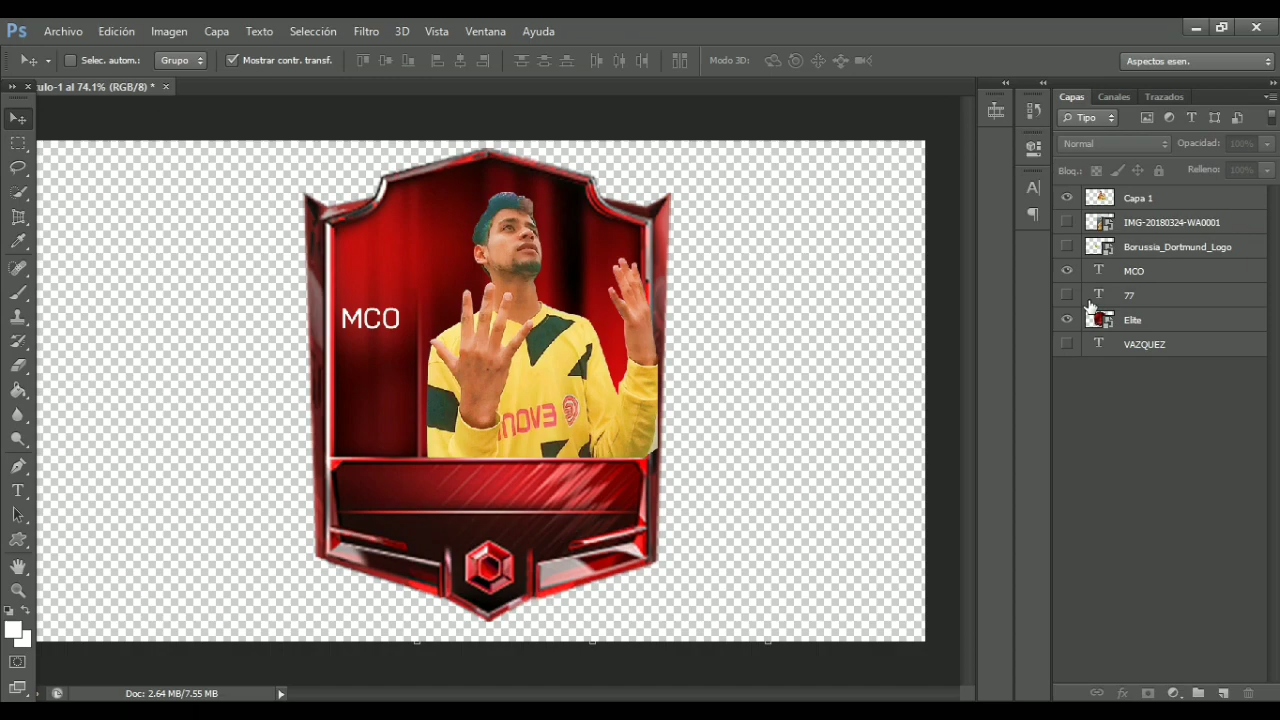 Ps Archivo Edición Imagen Capa Texto Selección Filtro 3D Vista Ventana Ayuda
Selec. autom.: Grupo Mostrar contr. transf. Modo 3D: Aspectos esen.
ulo-1 al 74.1% (RGB/8) * ×
Capas Canales Trazados
Tipo
Normal Opacidad: 100%
Bloq.: Relleno: 100%
Capa 1
IMG-20180324-WA0001
Borussia_Dortmund_Logo
T MCO
T 77
Elite
T VAZQUEZ
MCO
Doc: 2.64 MB/7.55 MB